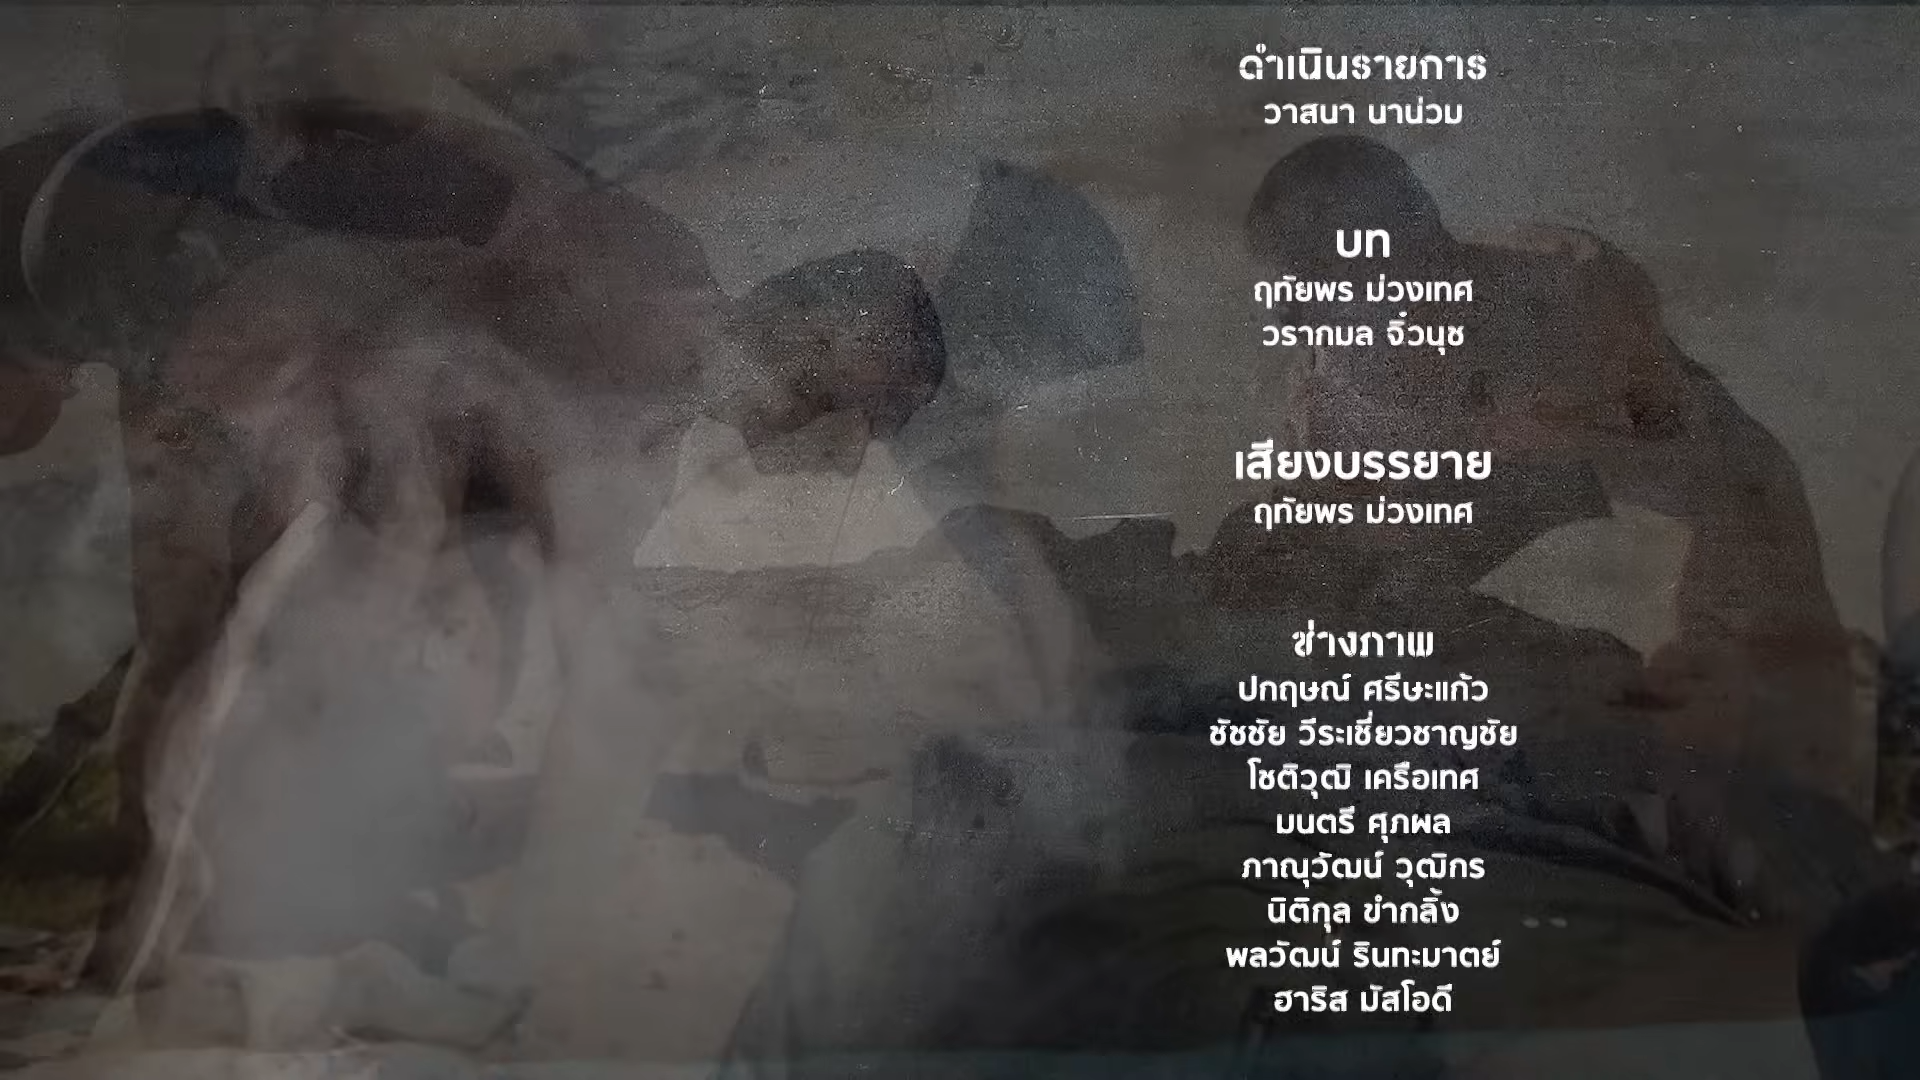 ดำเนินรายการ
วาสนา นาน่วม
บท
ฤทัยพร ม่วงเทศ
วรากมล จิ๋วนุช
เสียงบรรยาย
ฤทัยพร ม่วงเทศ
ช่างภาพ
ปกฤษณ์ ศรีษะแก้ว
ชัชชัย วีระเชี่ยวชาญชัย
โชติวุฒิ เครือเทศ
มนตรี ศุภผล
ภาณุวัฒน์ วุฒิกร
นิติกุล ขำกลิ้ง
พลวัฒน์ รินทะมาตย์
ฮาริส มัสโอดี